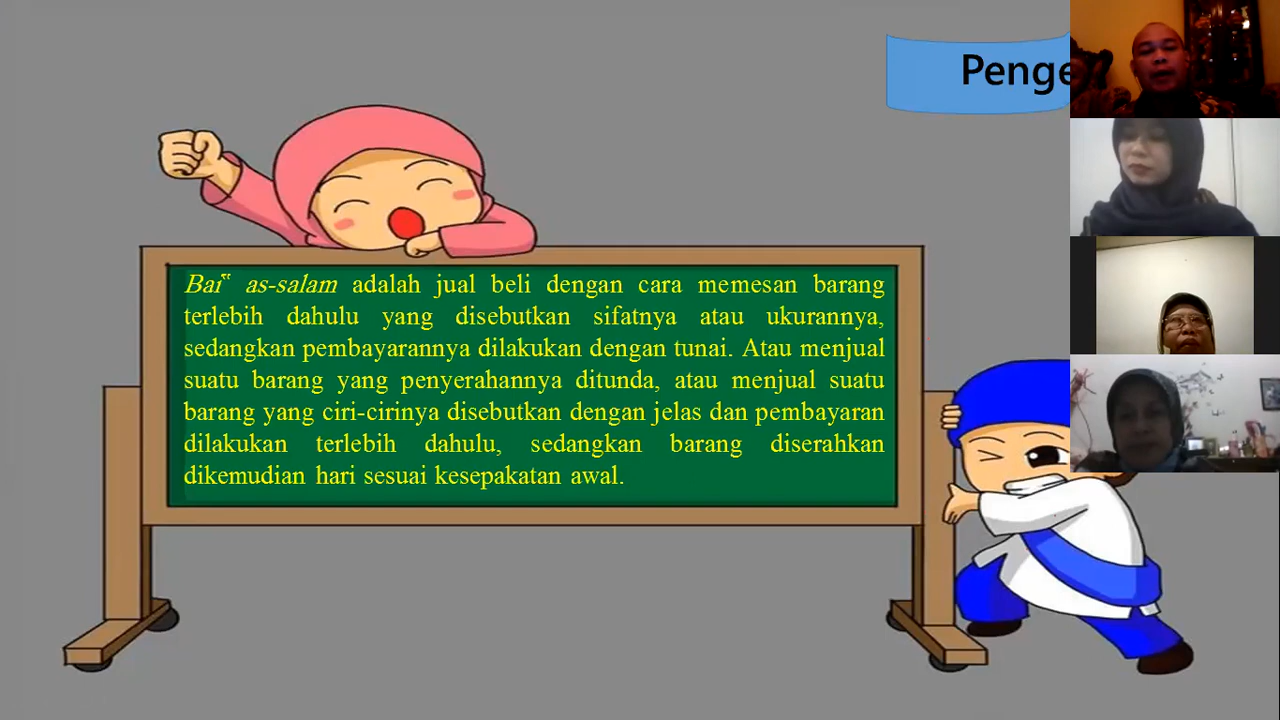 Penge
Bai‟ as-salam adalah jual beli dengan cara memesan barang
terlebih dahulu yang disebutkan sifatnya atau ukurannya,
sedangkan pembayarannya dilakukan dengan tunai. Atau menjual
suatu barang yang penyerahannya ditunda, atau menjual suatu
barang yang ciri-cirinya disebutkan dengan jelas dan pembayaran
dilakukan terlebih dahulu, sedangkan barang diserahkan
dikemudian hari sesuai kesepakatan awal.